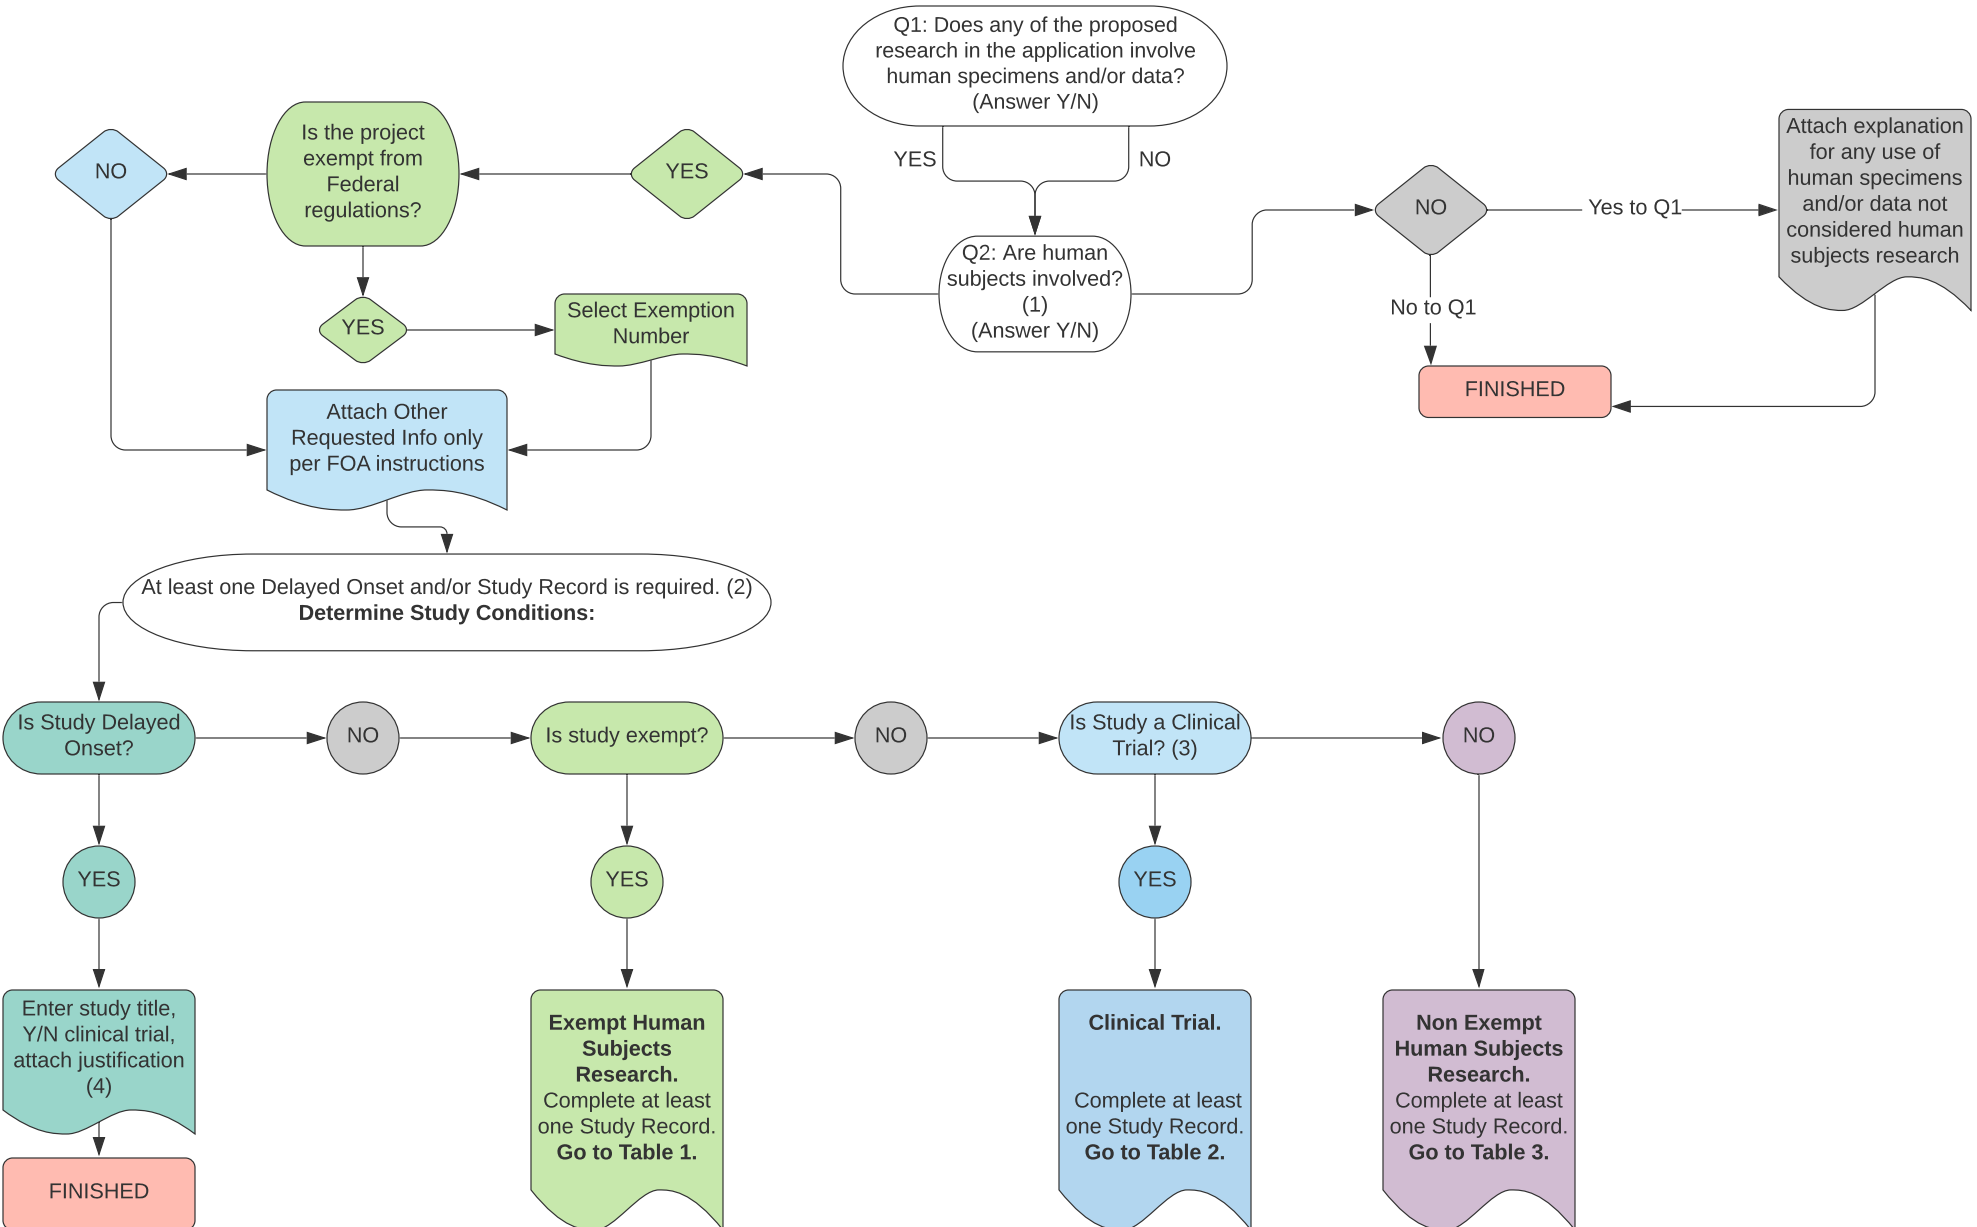 Q1: Does any of the proposed
research in the application involve
human specimens and/or data?
(Answer Y/N)
YES
NO
Q2: Are human
subjects involved?
(1)
(Answer Y/N)
YES
Is the project
exempt from
Federal
regulations?
NO
YES
Select Exemption
Number
Attach Other
Requested Info only
per FOA instructions
NO
Yes to Q1
Attach explanation
for any use of
human specimens
and/or data not
considered human
subjects research
No to Q1
FINISHED
At least one Delayed Onset and/or Study Record is required. (2)
Determine Study Conditions:
Is Study Delayed
Onset?
NO
Is study exempt?
NO
Is Study a Clinical
Trial? (3)
NO
YES
YES
YES
Enter study title,
Y/N clinical trial,
attach justification
(4)
FINISHED
Exempt Human
Subjects
Research.
Complete at least
one Study Record.
Go to Table 1.
Clinical Trial.
Complete at least
one Study Record.
Go to Table 2.
Non Exempt
Human Subjects
Research.
Complete at least
one Study Record.
Go to Table 3.